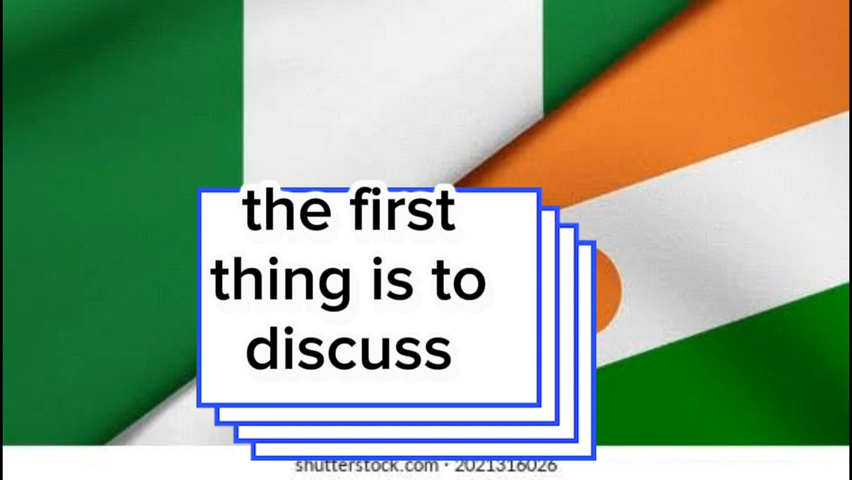 the first
thing is to
discuss
shutterstock.com · 2021316026